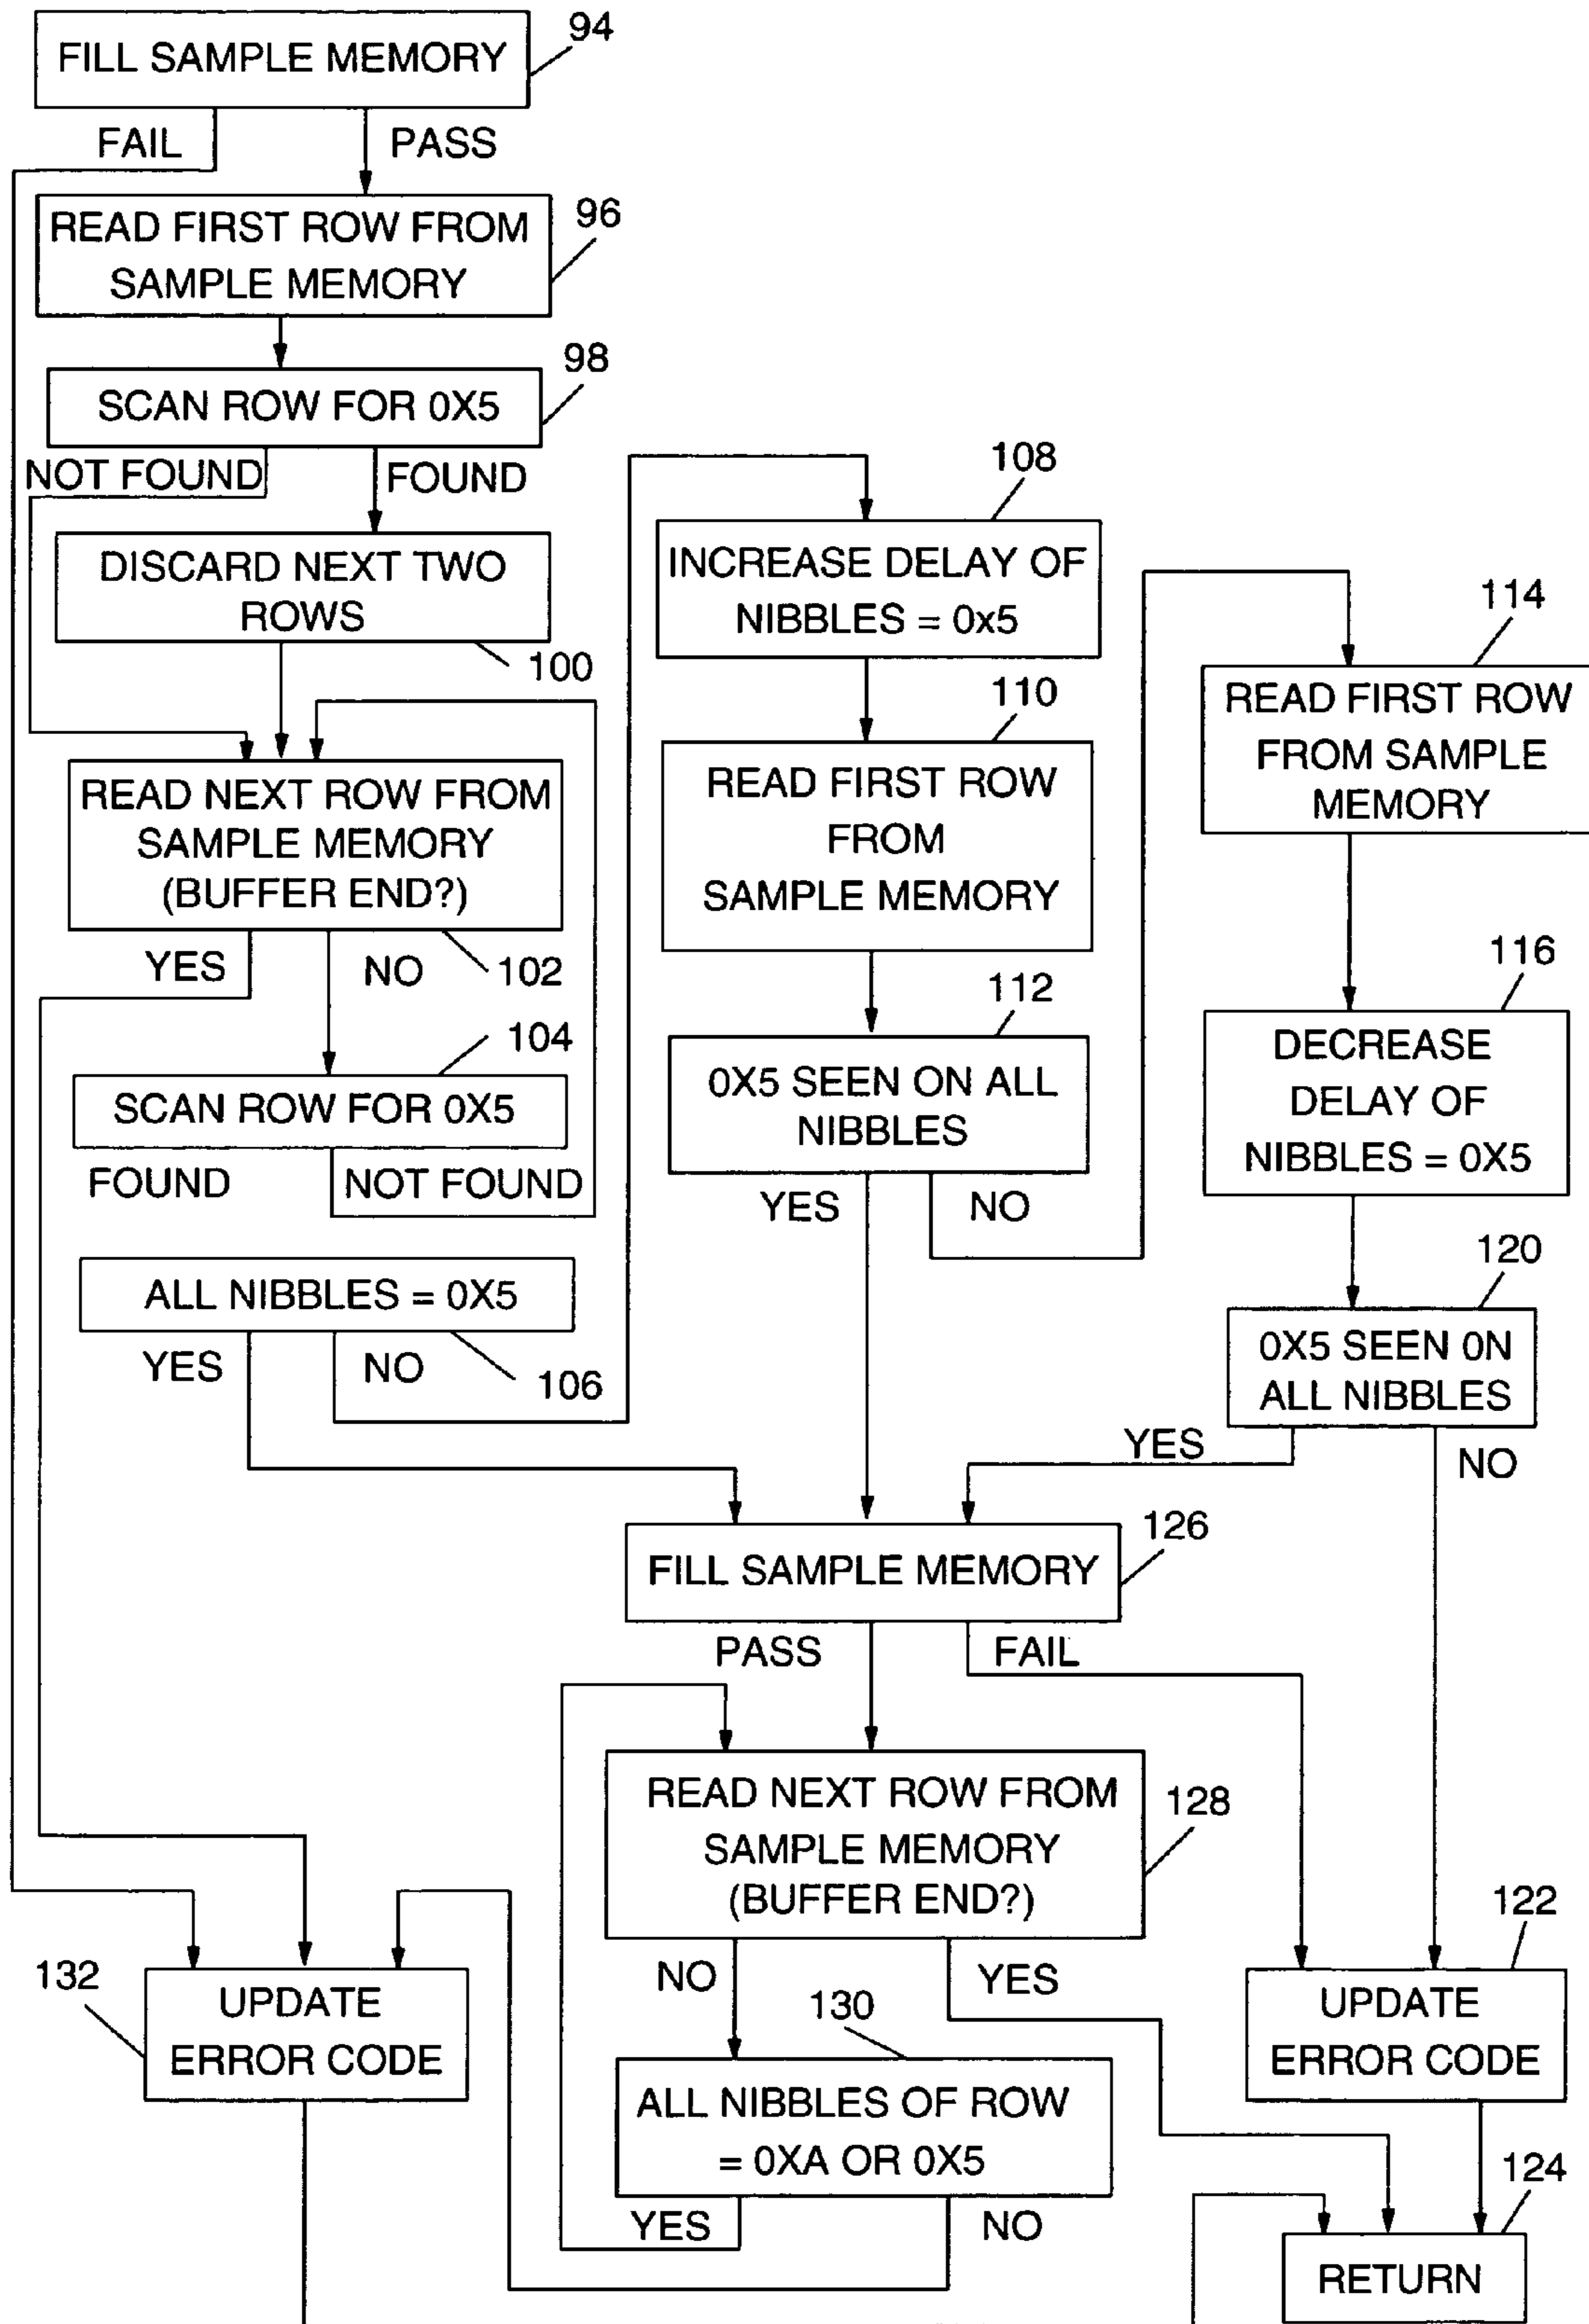 FILL SAMPLE MEMORY
94
FAIL
PASS
READ FIRST ROW FROM
SAMPLE MEMORY
96
SCAN ROW FOR 0X5
98
NOT FOUND
FOUND
DISCARD NEXT TWO
ROWS
100
READ NEXT ROW FROM
SAMPLE MEMORY
(BUFFER END?)
YES
NO
102
104
SCAN ROW FOR 0X5
FOUND
NOT FOUND
ALL NIBBLES = 0X5
YES
NO
106
108
INCREASE DELAY OF
NIBBLES = 0x5
110
READ FIRST ROW
FROM
SAMPLE MEMORY
112
0X5 SEEN ON ALL
NIBBLES
YES
NO
114
READ FIRST ROW
FROM SAMPLE
MEMORY
116
DECREASE
DELAY OF
NIBBLES = 0X5
120
0X5 SEEN 0N
ALL NIBBLES
YES
NO
FILL SAMPLE MEMORY
126
PASS
FAIL
READ NEXT ROW FROM
SAMPLE MEMORY
(BUFFER END?)
128
NO
YES
130
ALL NIBBLES OF ROW
= 0XA OR 0X5
YES
NO
132
UPDATE
ERROR CODE
122
UPDATE
ERROR CODE
124
RETURN